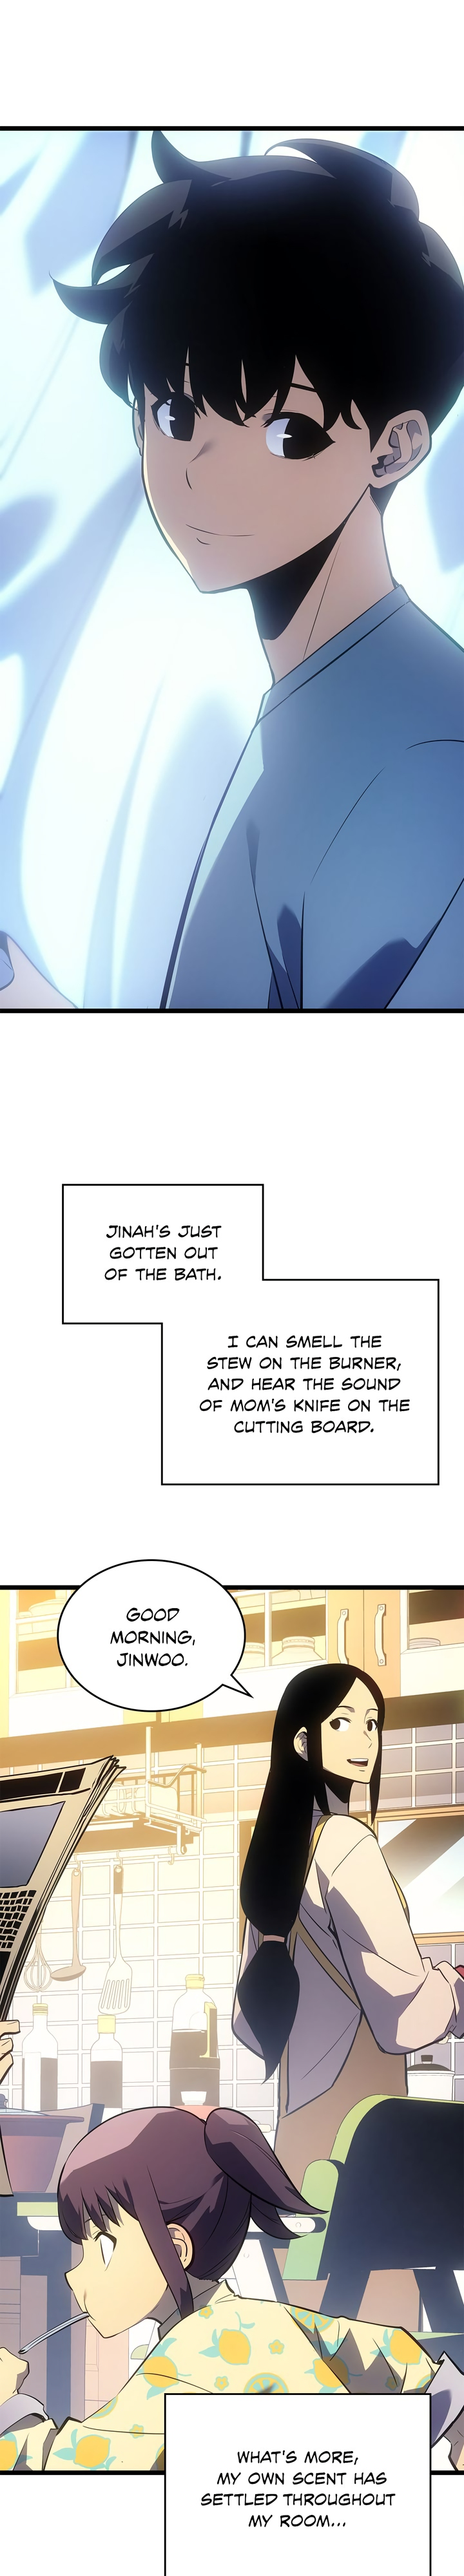 JINAH'S JUST
GOTTEN OUT
OF THE BATH.
I CAN SMELL THE
STEW ON THE BURNER,
AND HEAR THE SOUND
OF MOM'S KNIFE ON THE
CUTTING BOARD.
GOOD
MORNING,
JINWOO.
WHAT'S MORE,
MY OWN SCENT HAS
SETTLED THROUGHOUT
MY ROOM...